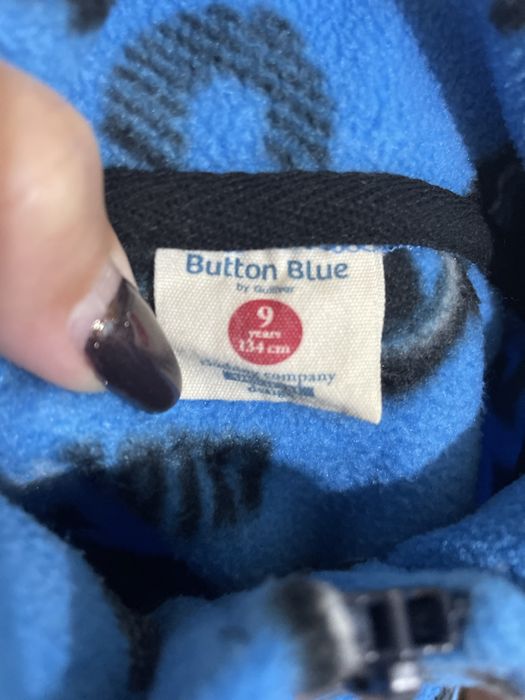 Button Blue
by Gulliver
9
years
134 cm
company